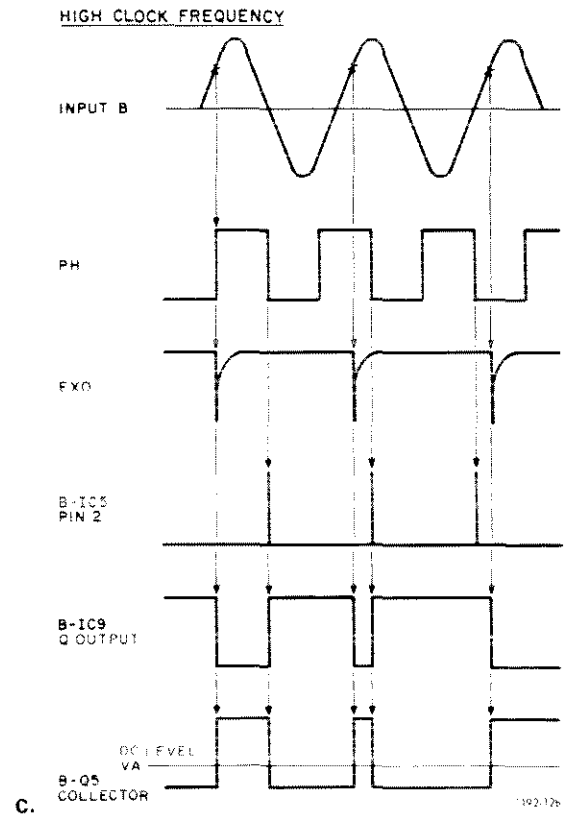 HIGH CLOCK FREQUENCY
INPUT B
PH
EXO
B-IC5
PIN 2
B-IC9
Q OUTPUT
DC LEVEL
VA
B-Q5
COLLECTOR
C.